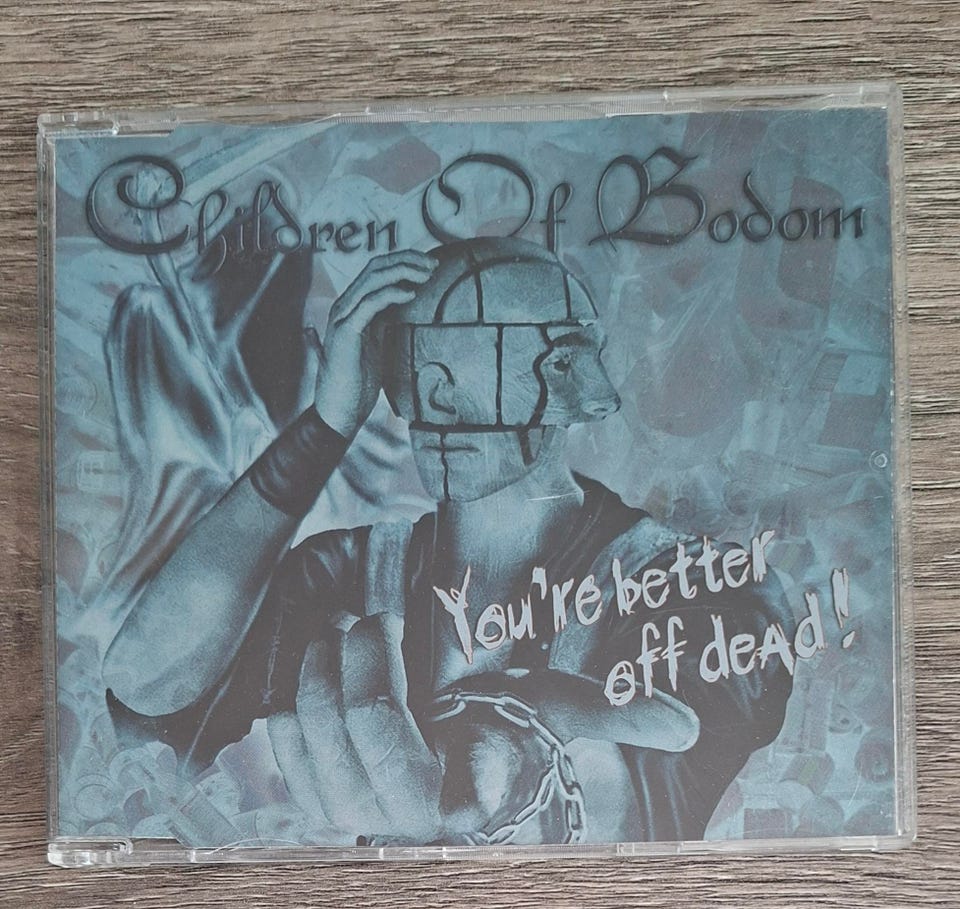 Children Of Bodom
You're better
off dead!